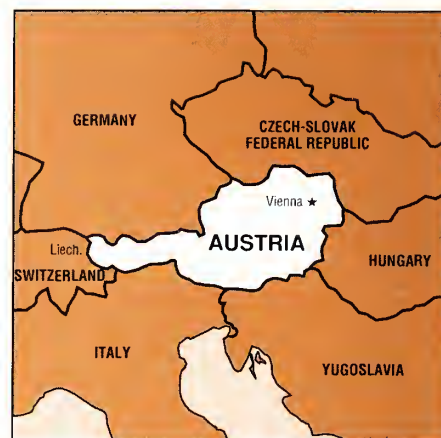 GERMANY
CZECH-SLOVAK
FEDERAL REPUBLIC
Vienna ★
Liech.
AUSTRIA
SWITZERLAND
HUNGARY
ITALY
YUGOSLAVIA